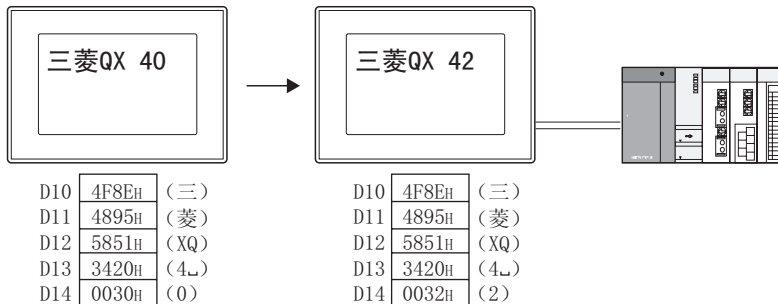 三菱QX 40
三菱QX 42
D10 4F8EH (三)
D11 4895H (菱)
D12 5851H (XQ)
D13 3420H (4␣)
D14 0030H (0)
D10 4F8EH (三)
D11 4895H (菱)
D12 5851H (XQ)
D13 3420H (4␣)
D14 0032H (2)